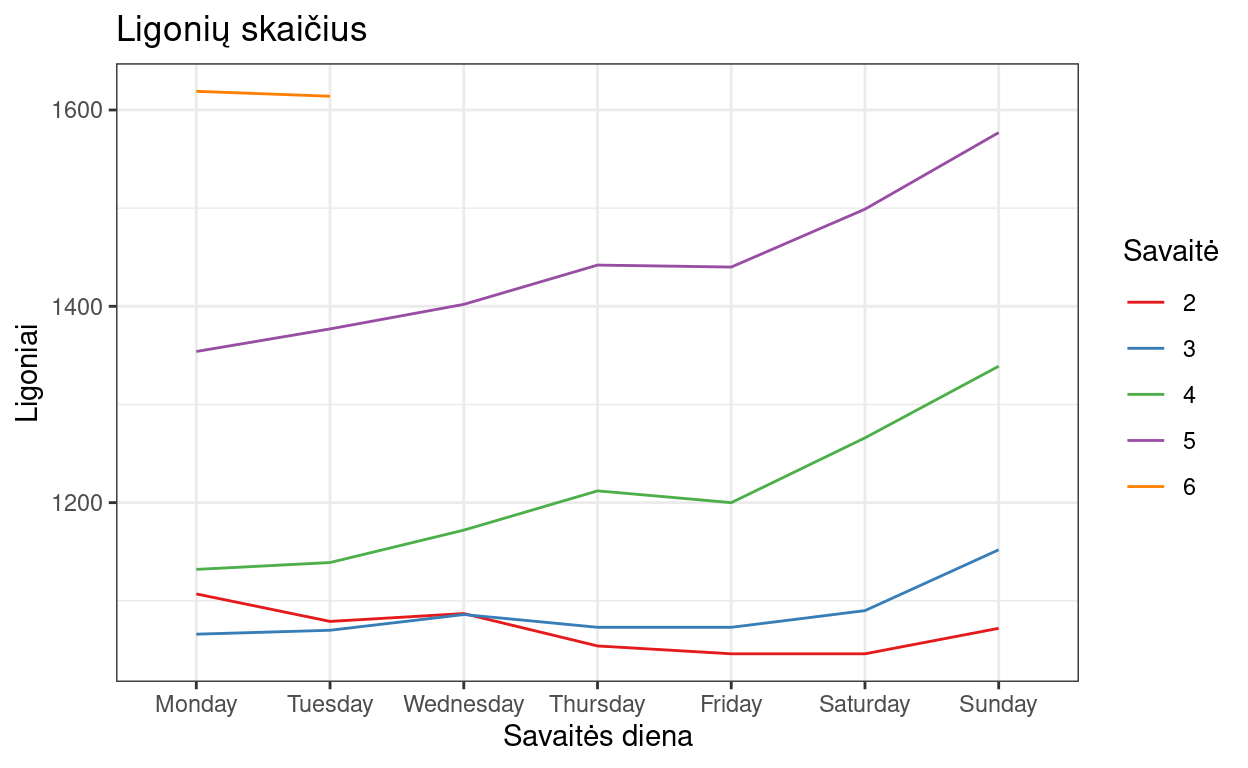 Ligonių skaičius
1600
1400
1200
Ligoniai
Monday Tuesday Wednesday Thursday Friday Saturday Sunday
Savaitės diena
Savaitė
2
3
4
5
6